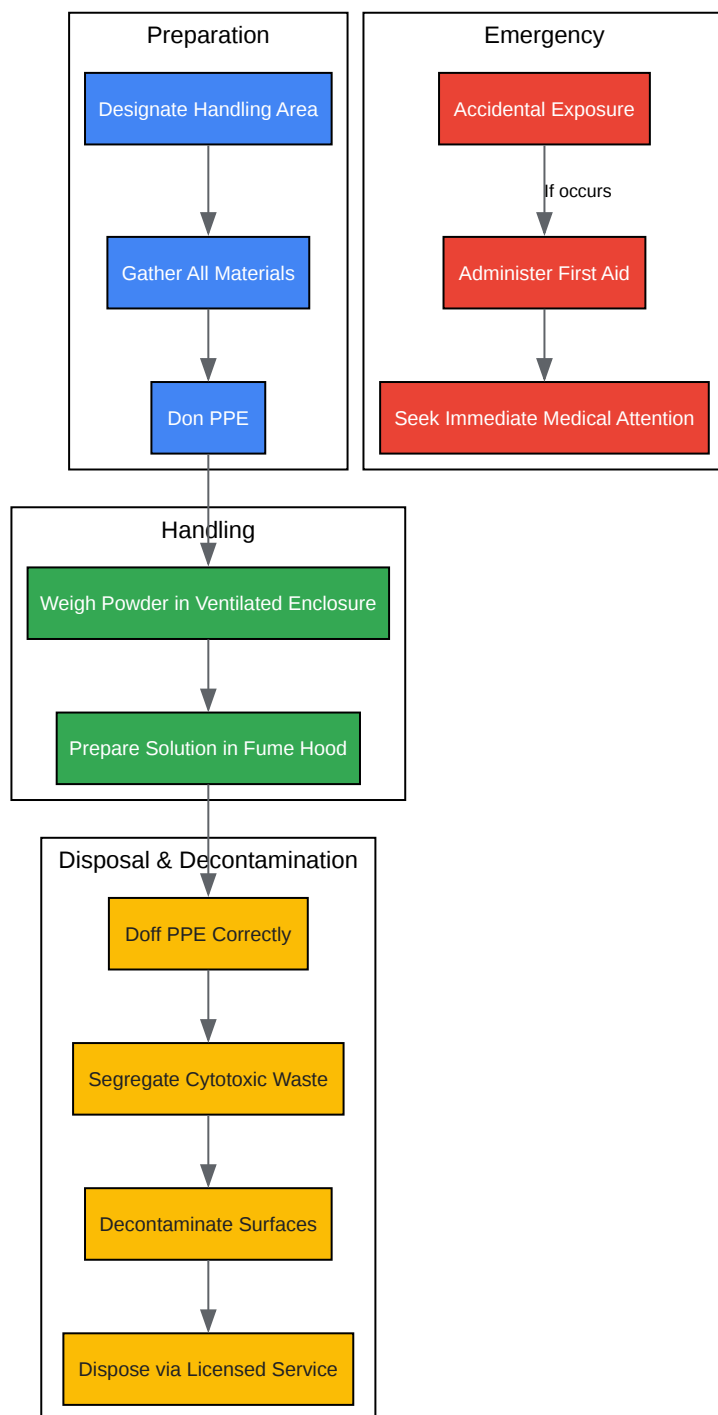 Preparation
Designate Handling Area
Gather All Materials
Don PPE
Emergency
Accidental Exposure
If occurs
Administer First Aid
Seek Immediate Medical Attention
Handling
Weigh Powder in Ventilated Enclosure
Prepare Solution in Fume Hood
Disposal & Decontamination
Doff PPE Correctly
Segregate Cytotoxic Waste
Decontaminate Surfaces
Dispose via Licensed Service